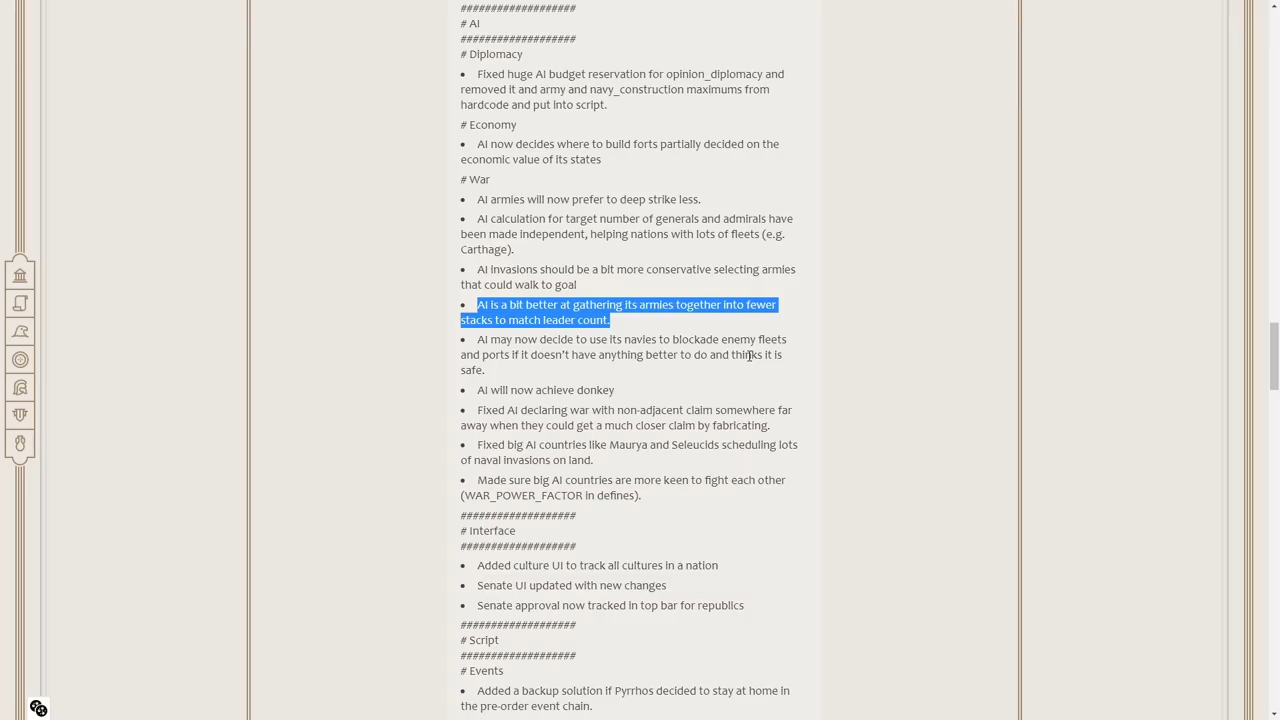 ###################
# AI
###################
# Diplomacy
• Fixed huge AI budget reservation for opinion_diplomacy and
removed it and army and navy_construction maximums from
hardcode and put into script.
# Economy
• AI now decides where to build forts partially decided on the
economic value of its states
# War
• AI armies will now prefer to deep strike less.
• AI calculation for target number of generals and admirals have
been made independent, helping nations with lots of fleets (e.g.
Carthage).
• AI invasions should be a bit more conservative selecting armies
that could walk to goal
• AI is a bit better at gathering its armies together into fewer
stacks to match leader count.
• AI may now decide to use its navies to blockade enemy fleets
and ports if it doesn’t have anything better to do and thinks it is
safe.
• AI will now achieve donkey
• Fixed AI declaring war with non-adjacent claim somewhere far
away when they could get a much closer claim by fabricating.
• Fixed big AI countries like Maurya and Seleucids scheduling lots
of naval invasions on land.
• Made sure big AI countries are more keen to fight each other
(WAR_POWER_FACTOR in defines).
###################
# Interface
###################
• Added culture UI to track all cultures in a nation
• Senate UI updated with new changes
• Senate approval now tracked in top bar for republics
###################
# Script
###################
# Events
• Added a backup solution if Pyrrhos decided to stay at home in
the pre-order event chain.